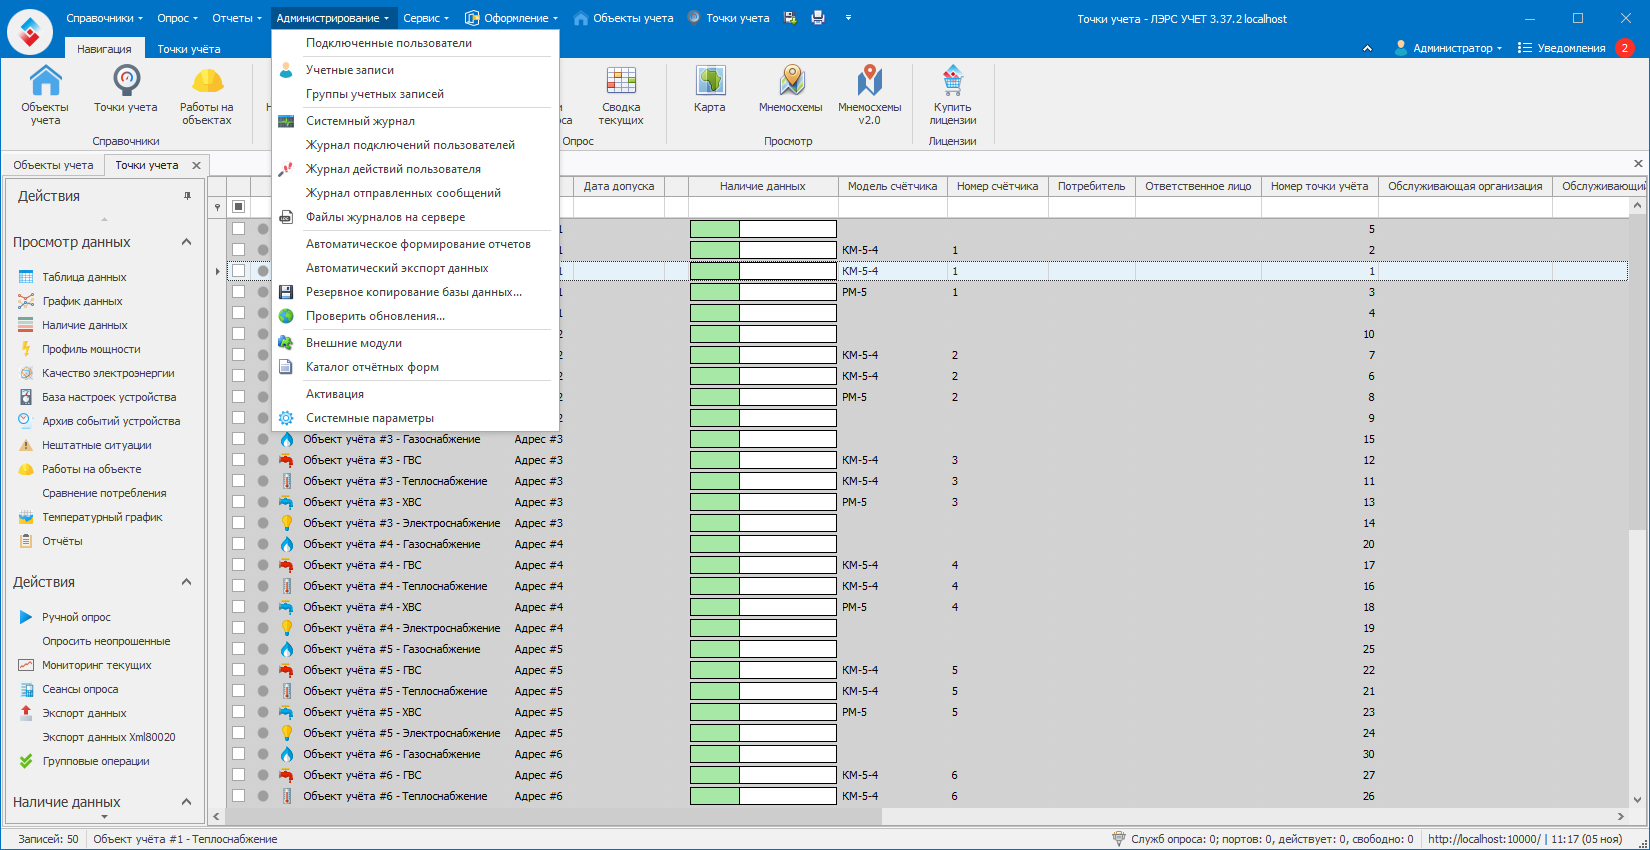 Справочники Опрос Отчеты Администрирование Сервис Оформление Объекты учета Точки учета
Точки учета - ЛЭРС УЧЕТ 3.37.2 localhost
Навигация Точки учёта
Администратор Уведомления 2
Объекты учета
Точки учета
Работы на объектах
Справочники
Сводка текущих
Опрос
Карта
Мнемосхемы
Мнемосхемы v2.0
Просмотр
Купить лицензии
Лицензии
Подключенные пользователи
Учетные записи
Группы учетных записей
Системный журнал
Журнал подключений пользователей
Журнал действий пользователя
Журнал отправленных сообщений
Файлы журналов на сервере
Автоматическое формирование отчетов
Автоматический экспорт данных
Резервное копирование базы данных...
Проверить обновления...
Внешние модули
Каталог отчётных форм
Активация
Системные параметры
Объекты учета Точки учета
Действия
Просмотр данных
Таблица данных
График данных
Наличие данных
Профиль мощности
Качество электроэнергии
База настроек устройства
Архив событий устройства
Нештатные ситуации
Работы на объекте
Сравнение потребления
Температурный график
Отчёты
Действия
Ручной опрос
Опросить неопрошенные
Мониторинг текущих
Сеансы опроса
Экспорт данных
Экспорт данных Xml80020
Групповые операции
Наличие данных
Дата допуска Наличие данных Модель счётчика Номер счётчика Потребитель Ответственное лицо Номер точки учёта Обслуживающая организация Обслуживающий
1 5
1 КМ-5-4 1 2
1 КМ-5-4 1 1
1 РМ-5 1 3
1 4
2 10
2 КМ-5-4 2 7
2 КМ-5-4 2 6
2 РМ-5 2 8
2 9
Объект учёта #3 - Газоснабжение Адрес #3 15
Объект учёта #3 - ГВС Адрес #3 КМ-5-4 3 12
Объект учёта #3 - Теплоснабжение Адрес #3 КМ-5-4 3 11
Объект учёта #3 - ХВС Адрес #3 РМ-5 3 13
Объект учёта #3 - Электроснабжение Адрес #3 14
Объект учёта #4 - Газоснабжение Адрес #4 20
Объект учёта #4 - ГВС Адрес #4 КМ-5-4 4 17
Объект учёта #4 - Теплоснабжение Адрес #4 КМ-5-4 4 16
Объект учёта #4 - ХВС Адрес #4 РМ-5 4 18
Объект учёта #4 - Электроснабжение Адрес #4 19
Объект учёта #5 - Газоснабжение Адрес #5 25
Объект учёта #5 - ГВС Адрес #5 КМ-5-4 5 22
Объект учёта #5 - Теплоснабжение Адрес #5 КМ-5-4 5 21
Объект учёта #5 - ХВС Адрес #5 РМ-5 5 23
Объект учёта #5 - Электроснабжение Адрес #5 24
Объект учёта #6 - Газоснабжение Адрес #6 30
Объект учёта #6 - ГВС Адрес #6 КМ-5-4 6 27
Объект учёта #6 - Теплоснабжение Адрес #6 КМ-5-4 6 26
Записей: 50 Объект учёта #1 - Теплоснабжение Служб опроса: 0; портов: 0, действует: 0, свободно: 0 http://localhost:10000/ | 11:17 (05 ноя)